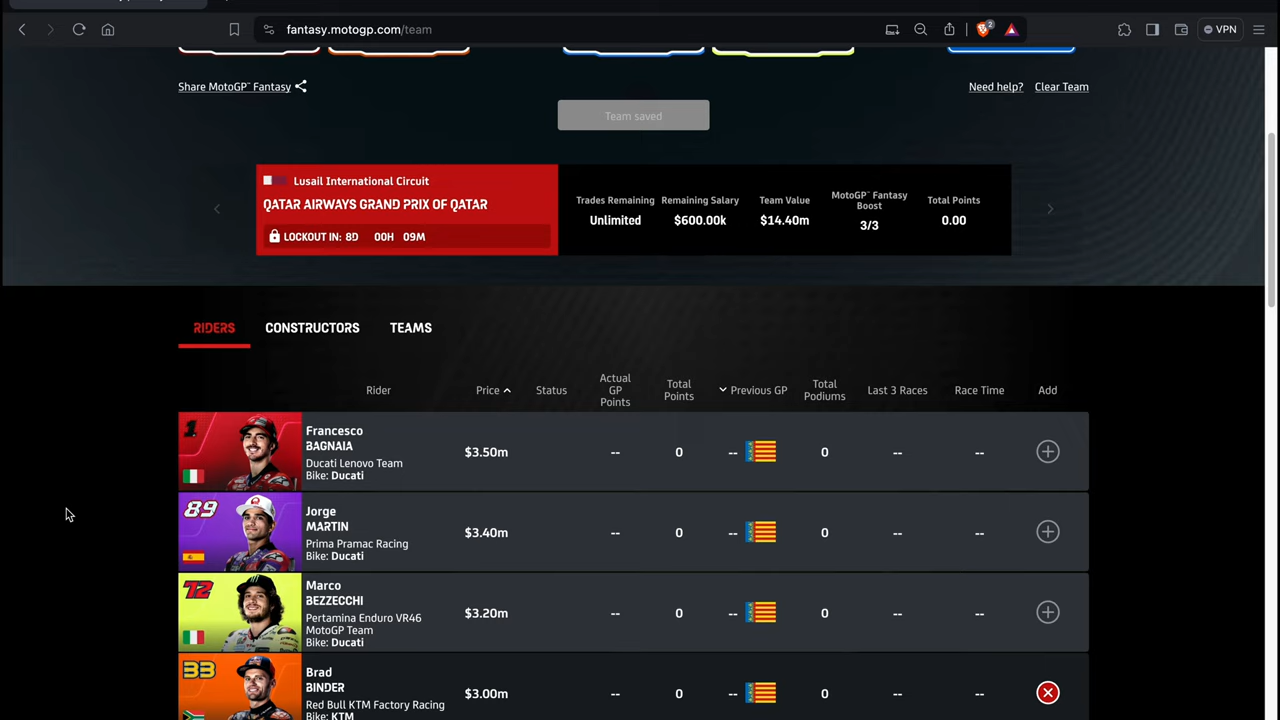 fantasy.motogp.com/team
2
VPN
Share MotoGP™ Fantasy
Need help?
Clear Team
Team saved
Lusail International Circuit
QATAR AIRWAYS GRAND PRIX OF QATAR
LOCKOUT IN: 8D 00H 09M
Trades Remaining
Unlimited
Remaining Salary
$600.00k
Team Value
$14.40m
MotoGP™ Fantasy
Boost
3/3
Total Points
0.00
RIDERS
CONSTRUCTORS
TEAMS
Rider
Price
Status
Actual
GP
Points
Total
Points
Previous GP
Total
Podiums
Last 3 Races
Race Time
Add
1
Francesco
BAGNAIA
Ducati Lenovo Team
Bike: Ducati
$3.50m
--
0
--
0
--
--
89
Jorge
MARTIN
Prima Pramac Racing
Bike: Ducati
$3.40m
--
0
--
0
--
--
72
Marco
BEZZECCHI
Pertamina Enduro VR46
MotoGP Team
Bike: Ducati
$3.20m
--
0
--
0
--
--
33
Brad
BINDER
Red Bull KTM Factory Racing
Bike: KTM
$3.00m
--
0
--
0
--
--